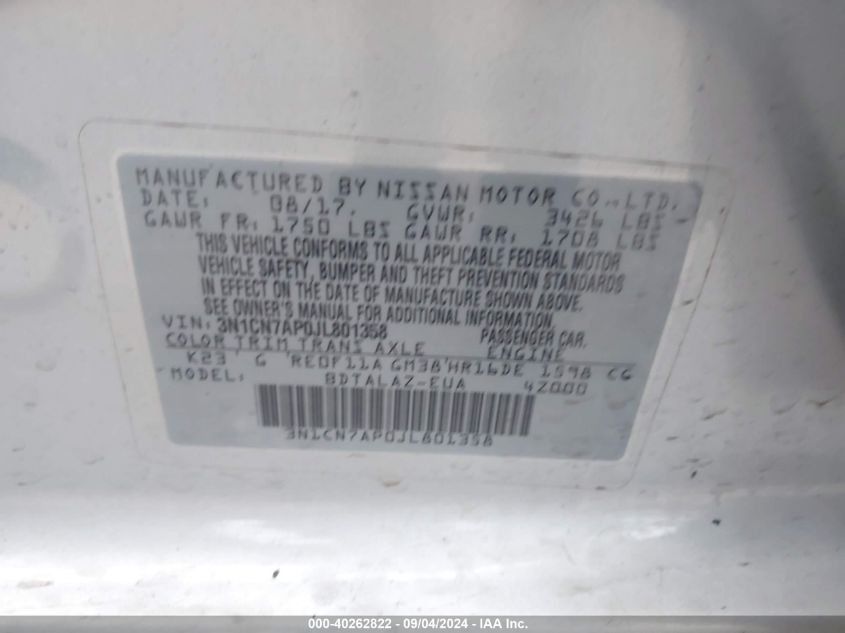 MANUFACTURED BY NISSAN MOTOR CO., LTD.
DATE: 08/17. GVWR: 3426 LBS
GAWR FR: 1750 LBS GAWR RR: 1708 LBS
THIS VEHICLE CONFORMS TO ALL APPLICABLE FEDERAL MOTOR
VEHICLE SAFETY, BUMPER AND THEFT PREVENTION STANDARDS
IN EFFECT ON THE DATE OF MANUFACTURE SHOWN ABOVE.
SEE OWNER'S MANUAL FOR ADDITIONAL INFORMATION.
VIN: 3N1CN7AP0JL801358 PASSENGER CAR.
COLOR TRIM TRANS AXLE ENGINE
K23 G RE0F11A GM38 HR16DE 1598 CC
MODEL: BDTALAZ-EUA 4Z000
3N1CN7AP0JL801358
000-40262822 - 09/04/2024 - IAA Inc.